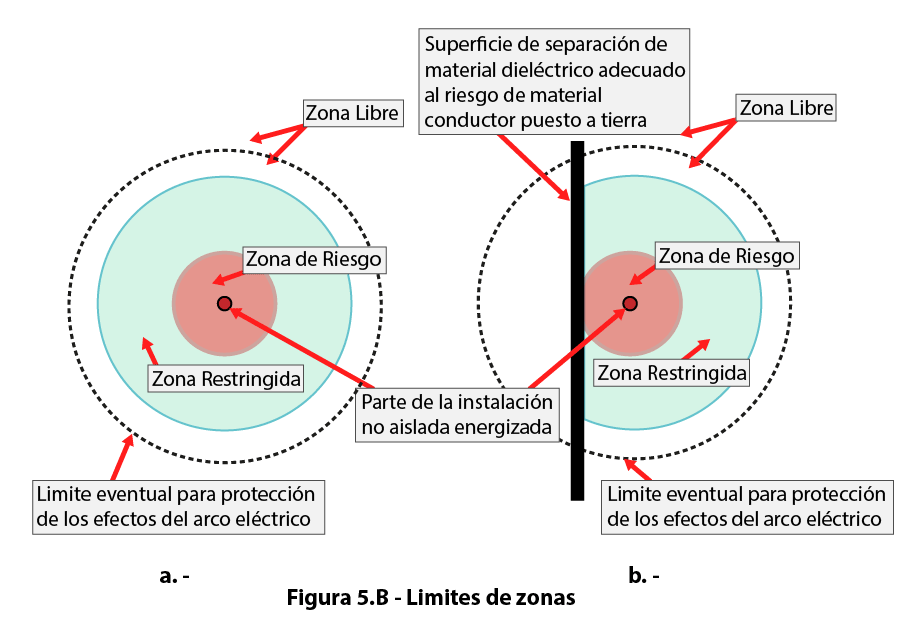 Superficie de separación de
material dieléctrico adecuado
al riesgo de material
conductor puesto a tierra
Zona Libre
Zona Libre
Zona de Riesgo
Zona de Riesgo
Zona Restringida
Zona Restringida
Parte de la instalación
no aislada energizada
Limite eventual para protección
de los efectos del arco eléctrico
Limite eventual para protección
de los efectos del arco eléctrico
a. -
b. -
Figura 5.B - Limites de zonas